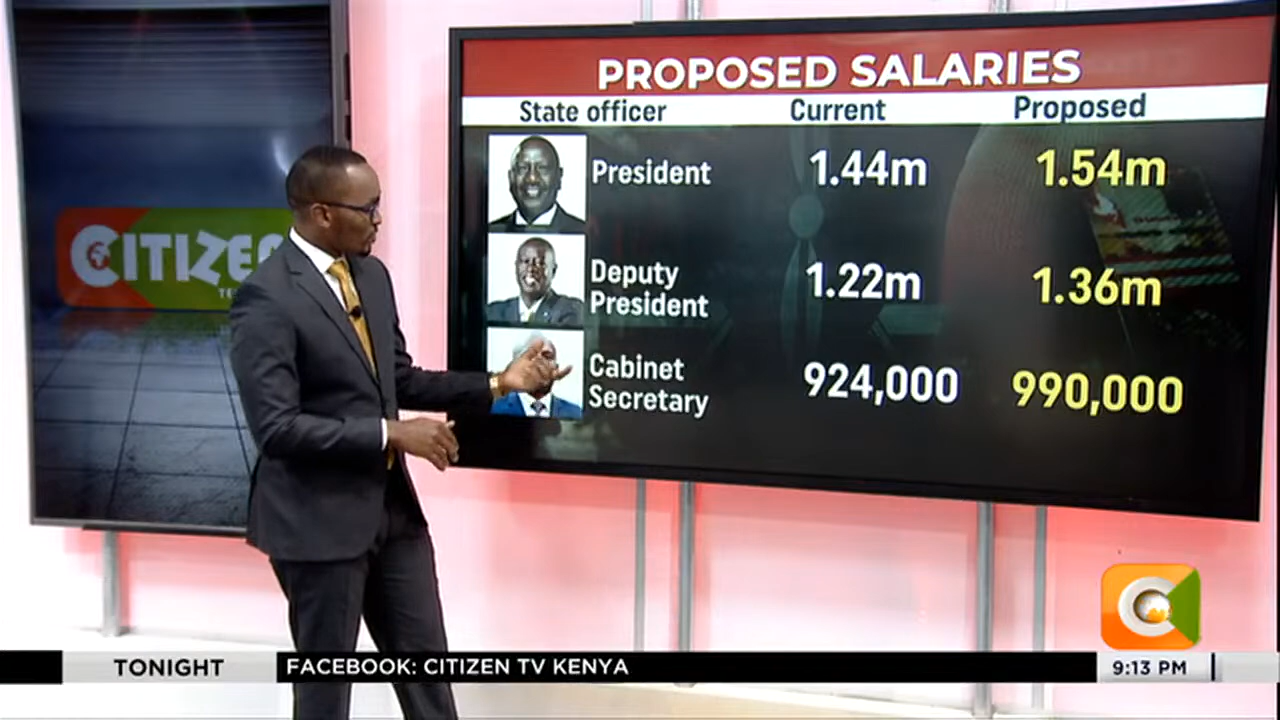 PROPOSED SALARIES
State officer Current Proposed
President 1.44m 1.54m
Deputy
President 1.22m 1.36m
Cabinet
Secretary 924,000 990,000
CITIZE
TONIGHT FACEBOOK: CITIZEN TV KENYA 9:13 PM